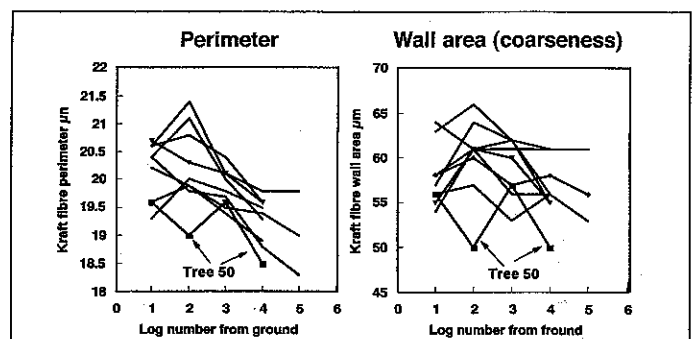 Perimeter
Kraft fibre perimeter µn
22
21.5
21
20.5
20
19.5
19
18.5
18
Tree 50
0 1 2 3 4 5 6
Log number from ground
Wall area (coarseness)
Kraft fibre wall area µm
70
65
60
55
50
45
Tree 50
0 1 2 3 4 5 6
Log number from fround